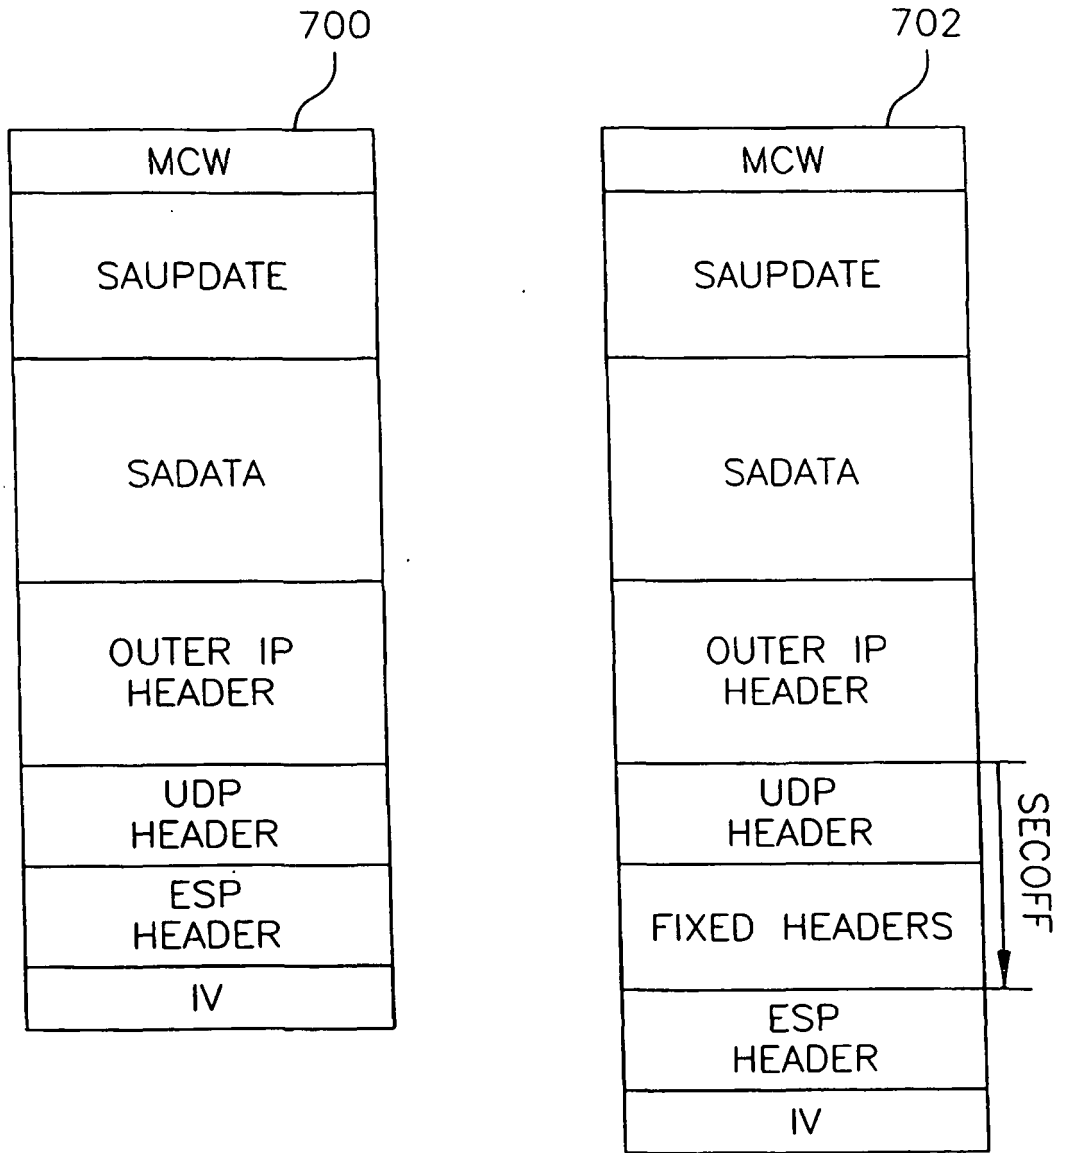 700
MCW
SAUPDATE
SADATA
OUTER IP
HEADER
UDP
HEADER
ESP
HEADER
IV
702
MCW
SAUPDATE
SADATA
OUTER IP
HEADER
UDP
HEADER
FIXED HEADERS
ESP
HEADER
IV
SECOFF